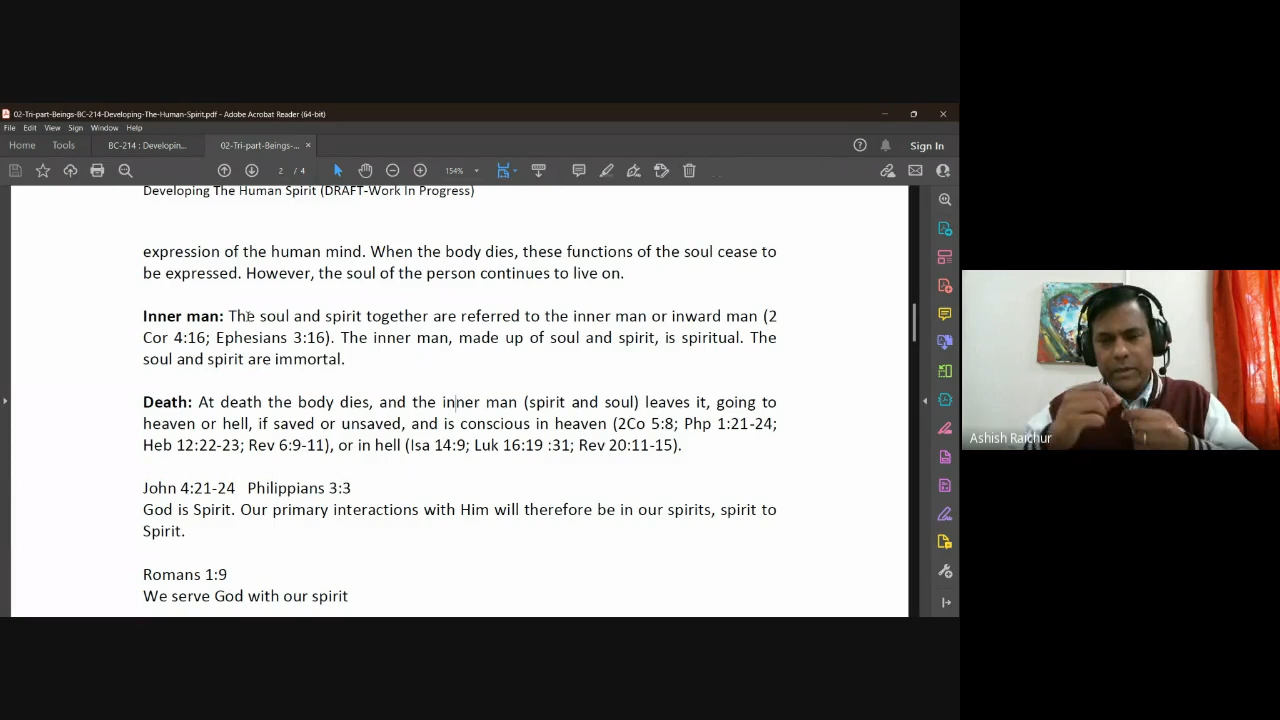 02-Tri-part-Beings-BC-214-Developing-The-Human-Spirit.pdf - Adobe Acrobat Reader (64-bit)
File Edit View Sign Window Help
Home Tools BC-214 : Developin... 02-Tri-part-Beings-... × Sign In
2 / 4 154%
Developing The Human Spirit (DRAFT-Work In Progress)
expression of the human mind. When the body dies, these functions of the soul cease to
be expressed. However, the soul of the person continues to live on.
Inner man: The soul and spirit together are referred to the inner man or inward man (2
Cor 4:16; Ephesians 3:16). The inner man, made up of soul and spirit, is spiritual. The
soul and spirit are immortal.
Death: At death the body dies, and the inner man (spirit and soul) leaves it, going to
heaven or hell, if saved or unsaved, and is conscious in heaven (2Co 5:8; Php 1:21-24;
Heb 12:22-23; Rev 6:9-11), or in hell (Isa 14:9; Luk 16:19 :31; Rev 20:11-15).
John 4:21-24 Philippians 3:3
God is Spirit. Our primary interactions with Him will therefore be in our spirits, spirit to
Spirit.
Romans 1:9
We serve God with our spirit
Ashish Raichur